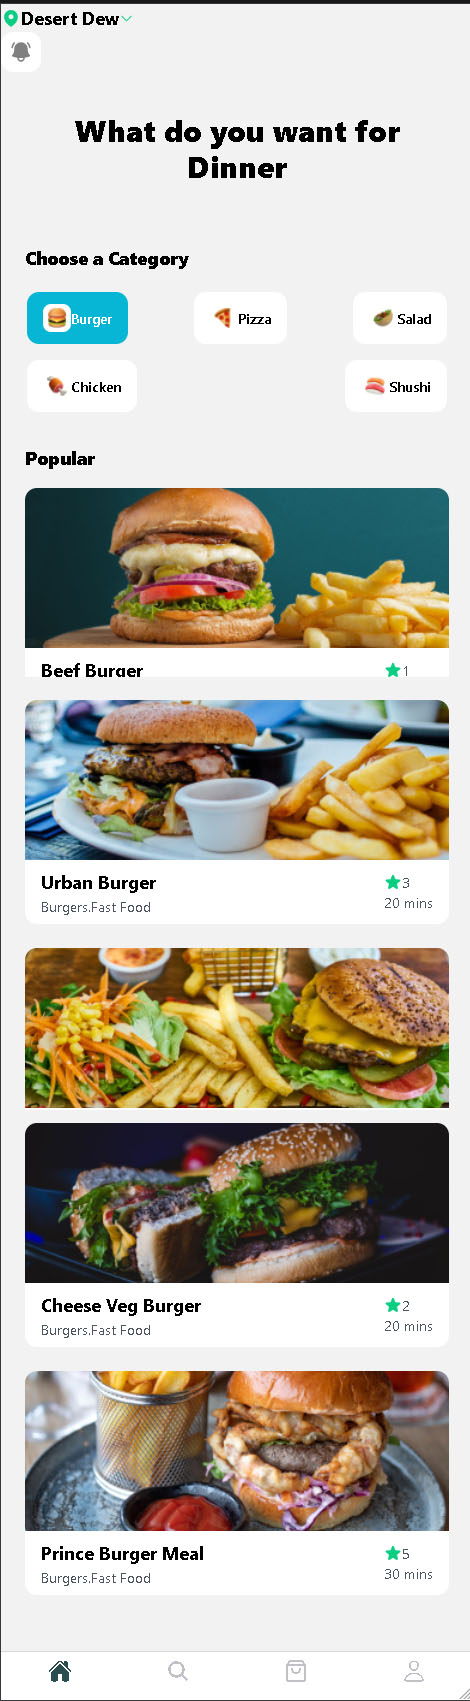 Desert Dew
What do you want for
Dinner
Choose a Category
Burger
Pizza
Salad
Chicken
Shushi
Popular
Beef Burger
1
Urban Burger
3
Burgers.Fast Food
20 mins
Cheese Veg Burger
2
Burgers.Fast Food
20 mins
Prince Burger Meal
5
Burgers.Fast Food
30 mins